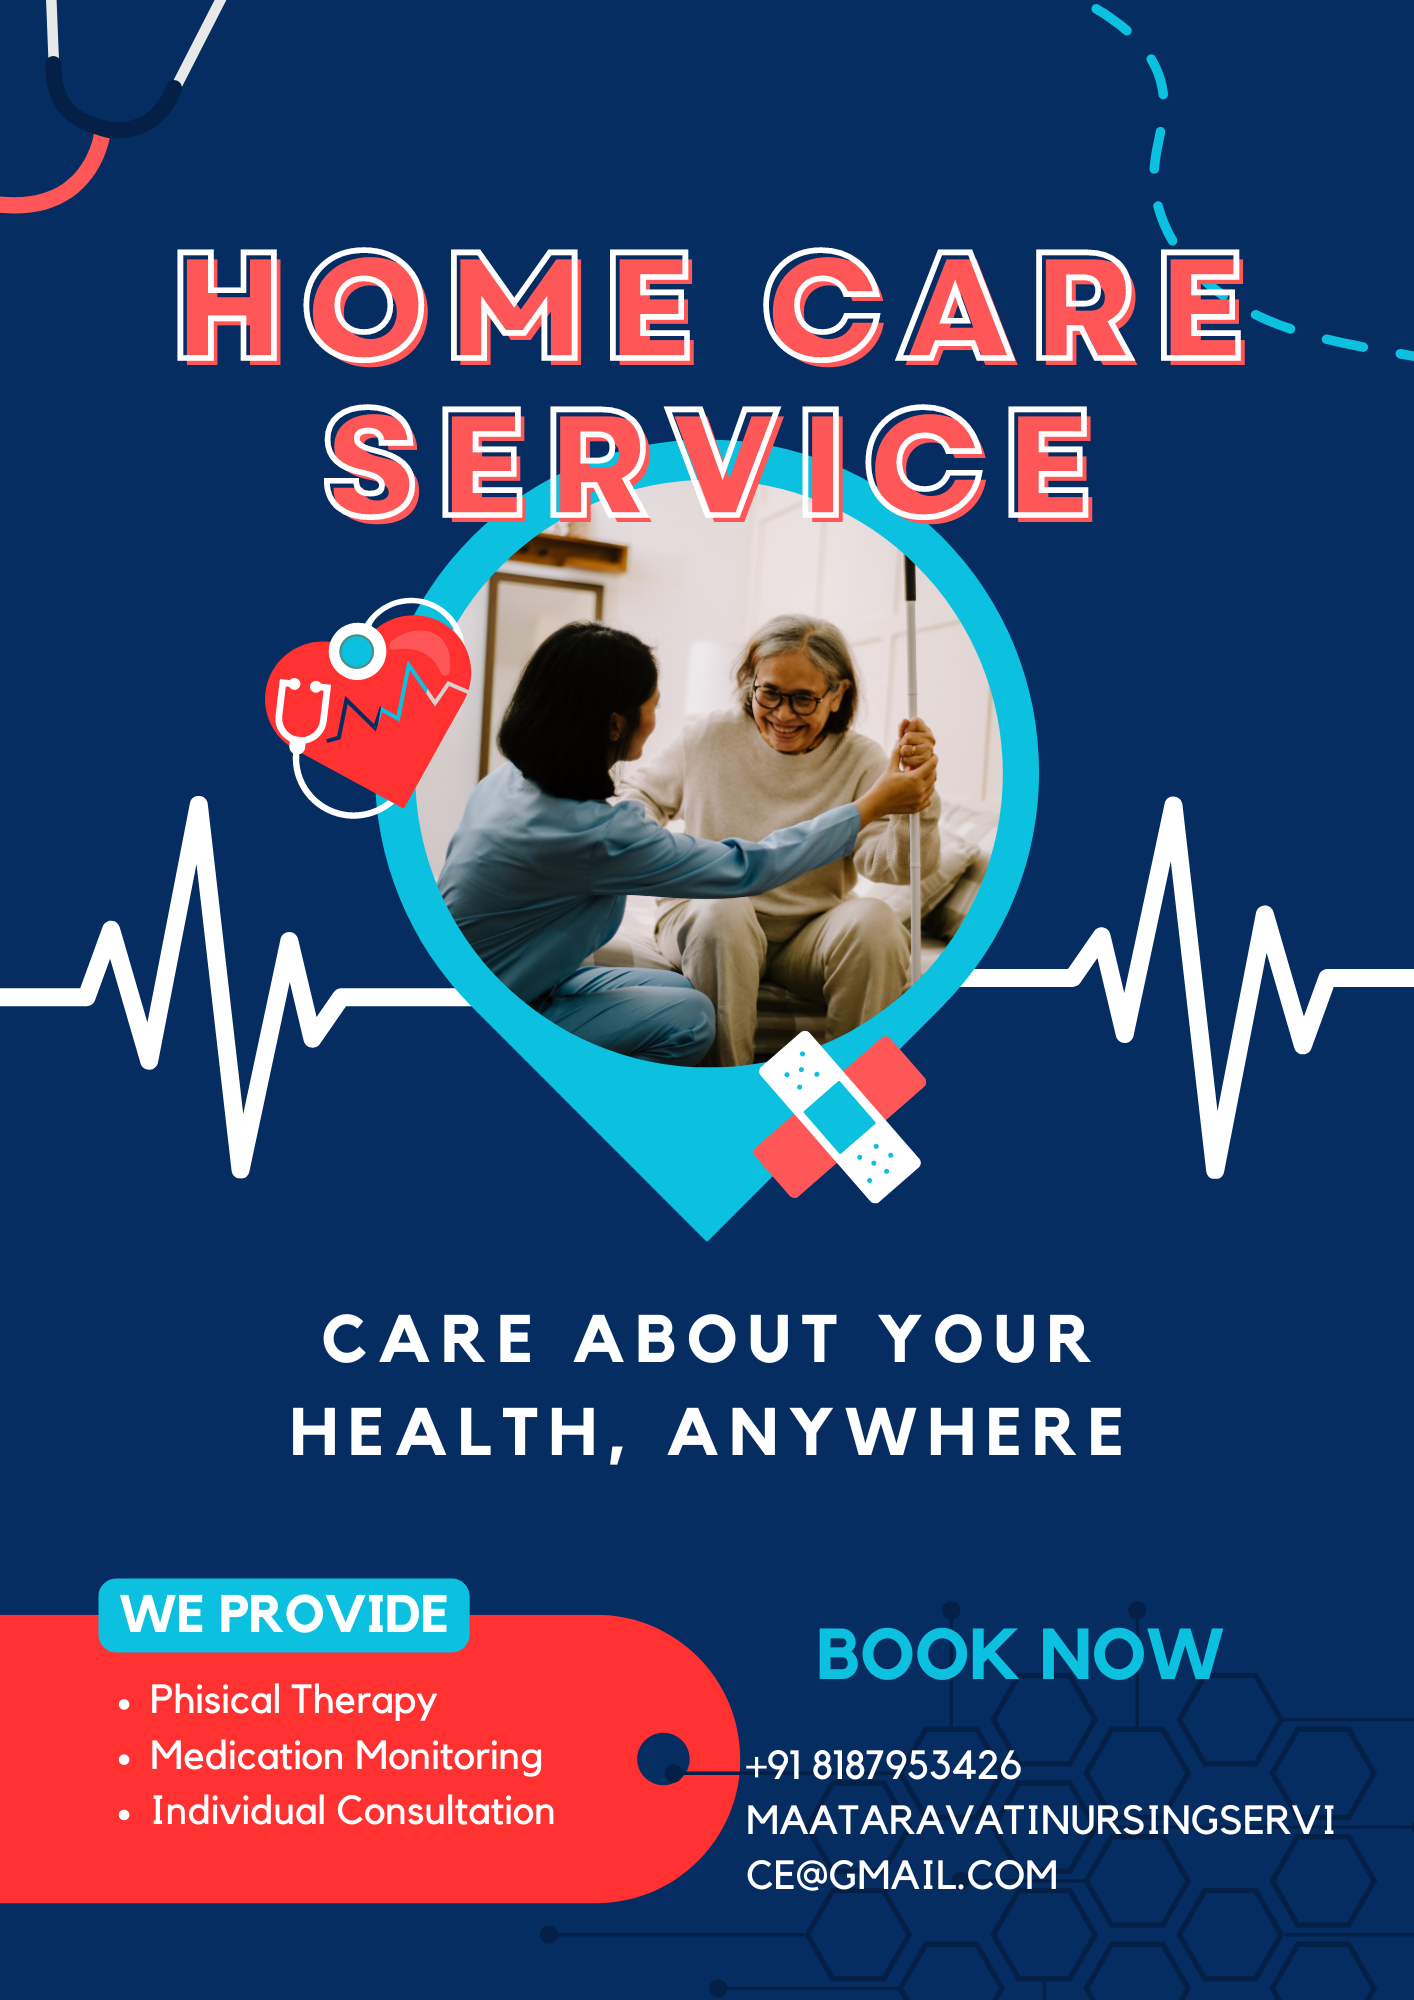 HOME CARE
SERVICE
CARE ABOUT YOUR
HEALTH, ANYWHERE
WE PROVIDE
• Phisical Therapy
• Medication Monitoring
• Individual Consultation
BOOK NOW
+91 8187953426
MAATARAVATINURSINGSERVI
CE@GMAIL.COM